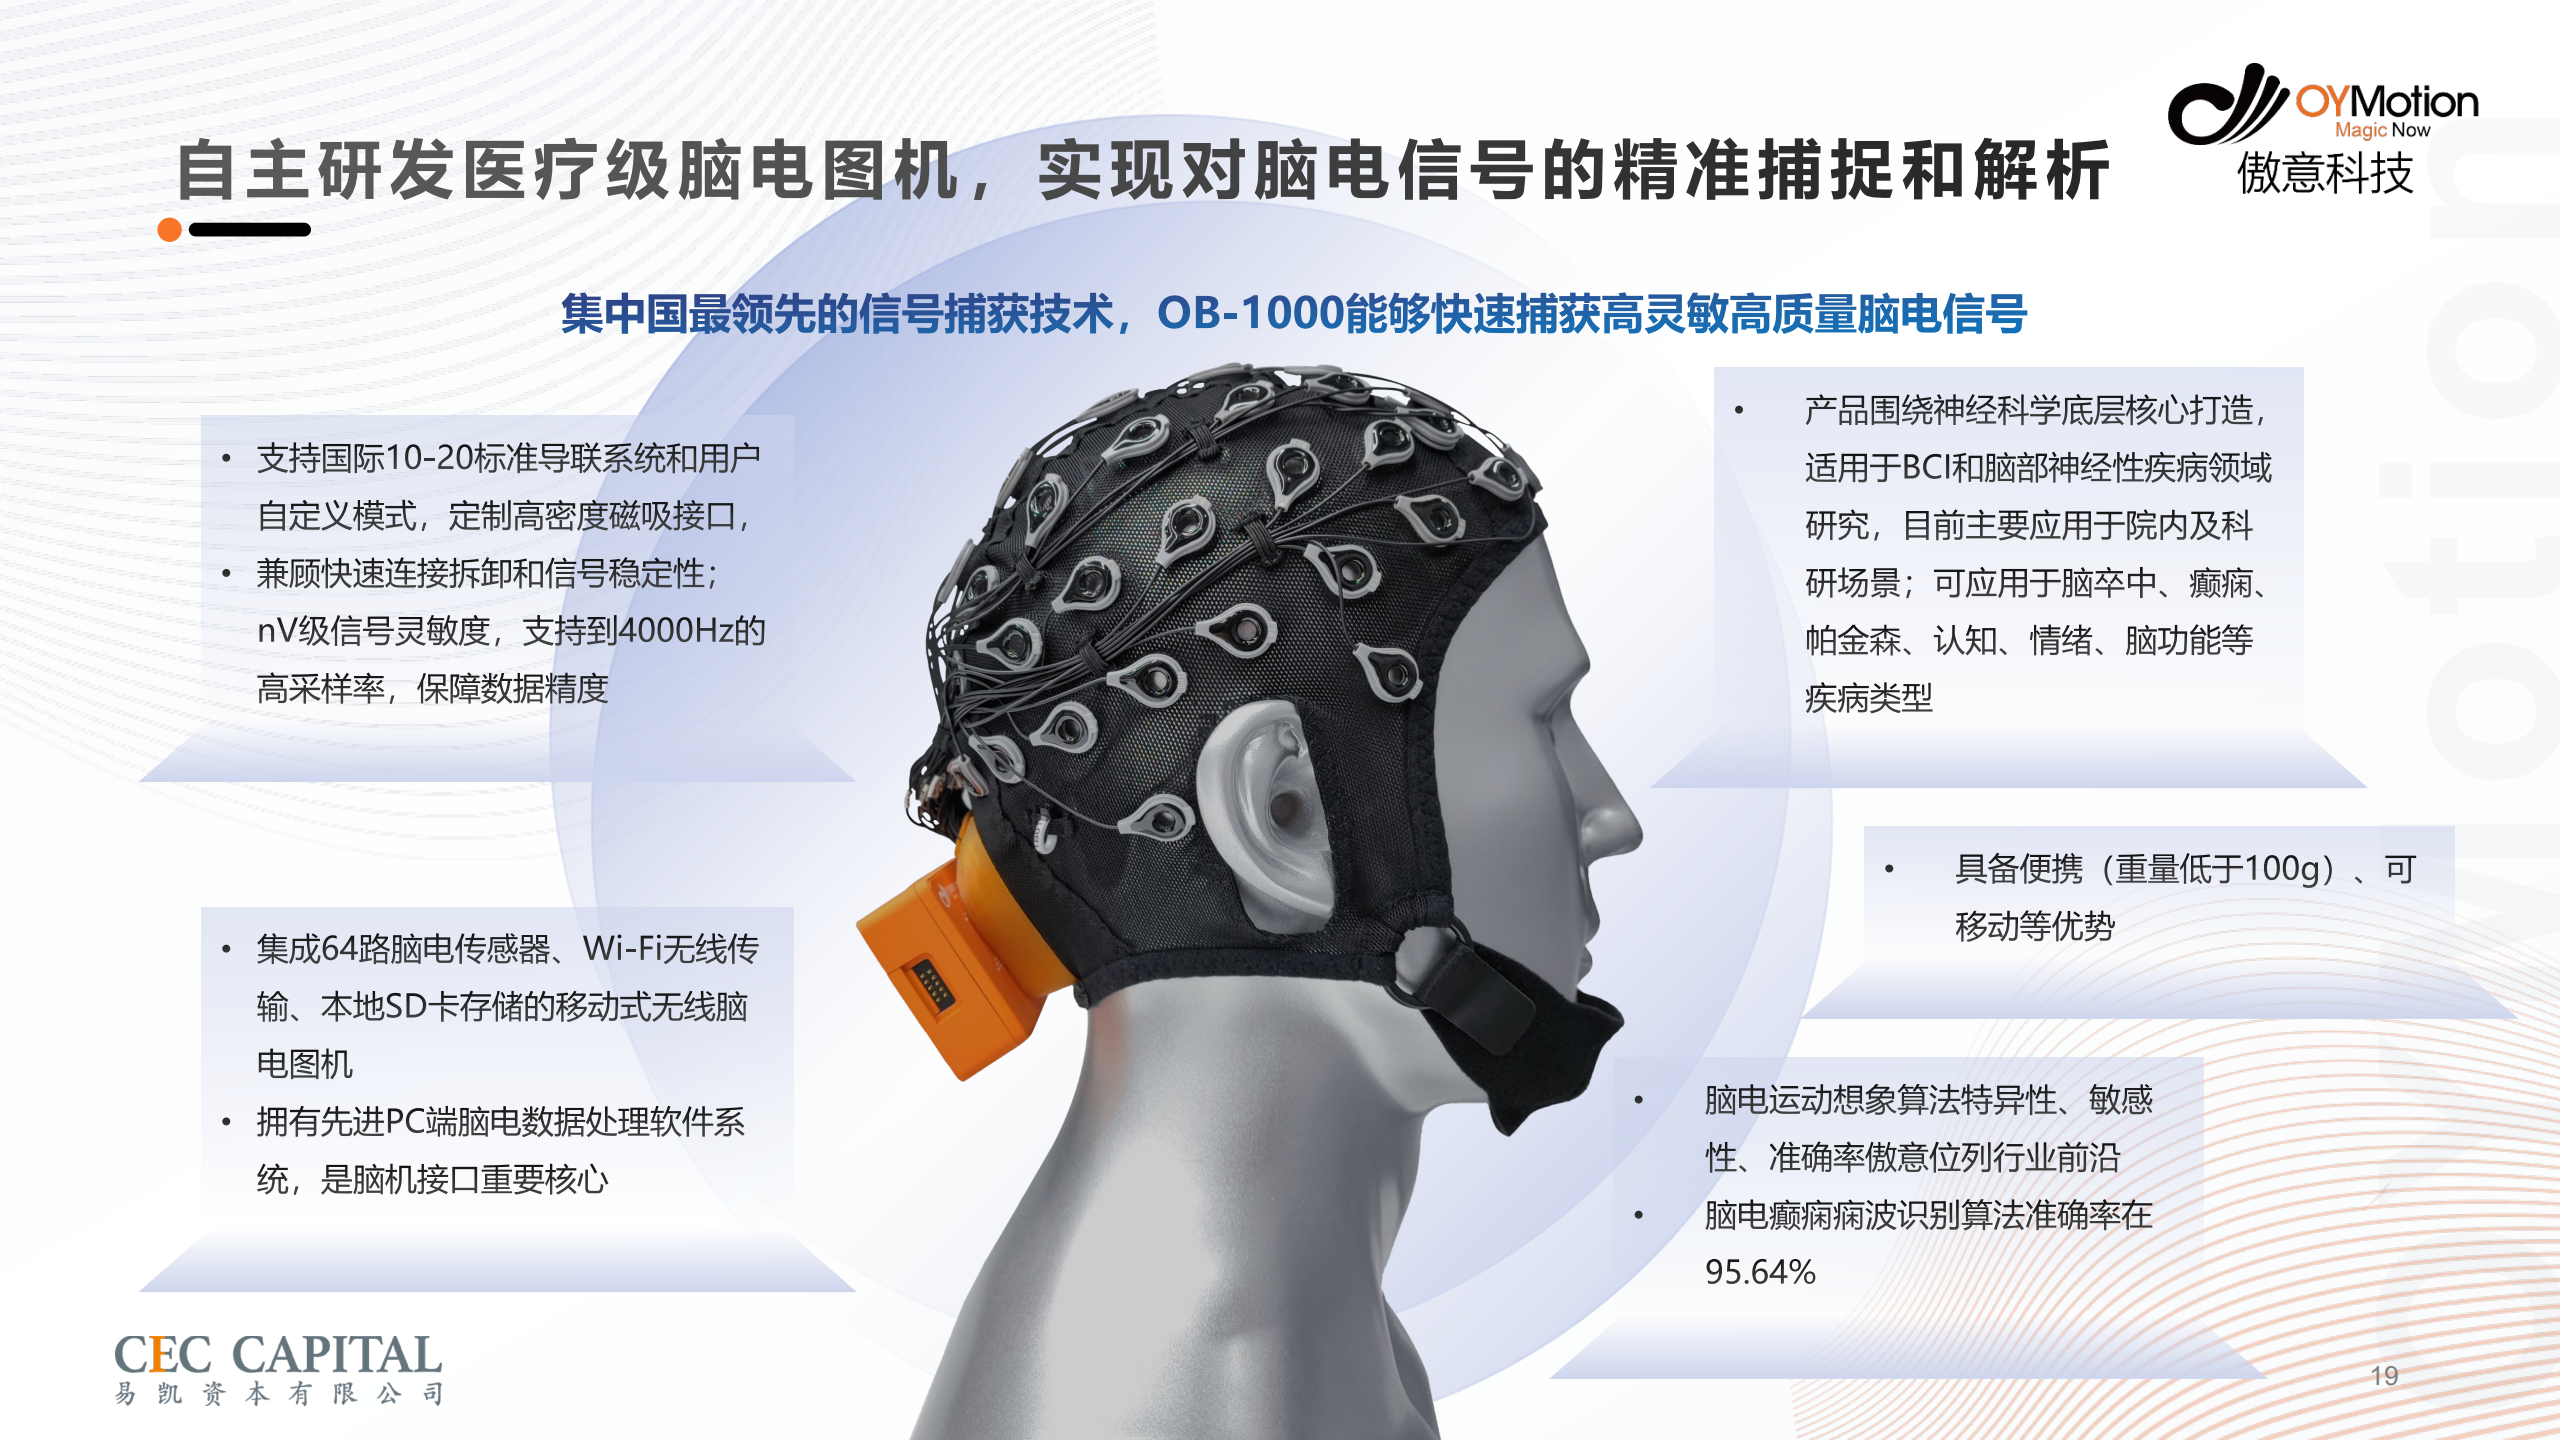 自主研发医疗级脑电图机，实现对脑电信号的精准捕捉和解析
OYMotion
Magic Now
傲意科技
集中国最领先的信号捕获技术，OB-1000能够快速捕获高灵敏高质量脑电信号
• 支持国际10-20标准导联系统和用户
自定义模式，定制高密度磁吸接口，
• 兼顾快速连接拆卸和信号稳定性；
nV级信号灵敏度，支持到4000Hz的
高采样率，保障数据精度
• 集成64路脑电传感器、Wi-Fi无线传
输、本地SD卡存储的移动式无线脑
电图机
• 拥有先进PC端脑电数据处理软件系
统，是脑机接口重要核心
• 产品围绕神经科学底层核心打造，
适用于BCI和脑部神经性疾病领域
研究，目前主要应用于院内及科
研场景；可应用于脑卒中、癫痫、
帕金森、认知、情绪、脑功能等
疾病类型
• 具备便携（重量低于100g）、可
移动等优势
• 脑电运动想象算法特异性、敏感
性、准确率傲意位列行业前沿
• 脑电癫痫痫波识别算法准确率在
95.64%
CEC CAPITAL
易凯资本有限公司
19
OYMotion